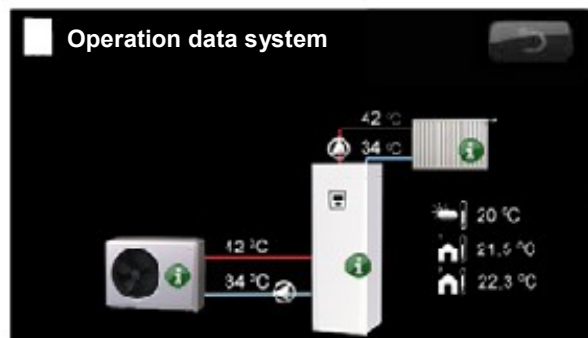 Operation data system
42 °C
34 °C
20 °C
42 °C
21,5 °C
34 °C
22,3 °C